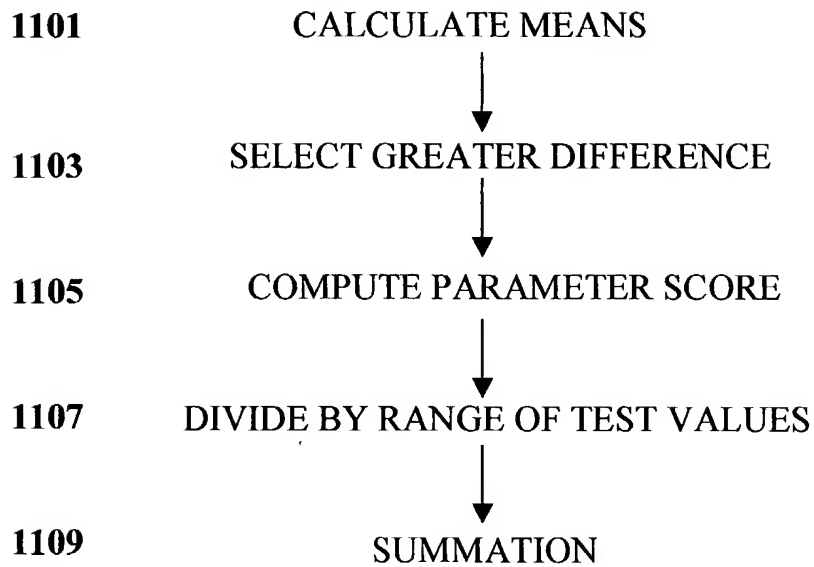 1101 CALCULATE MEANS
1103 SELECT GREATER DIFFERENCE
1105 COMPUTE PARAMETER SCORE
1107 DIVIDE BY RANGE OF TEST VALUES
1109 SUMMATION